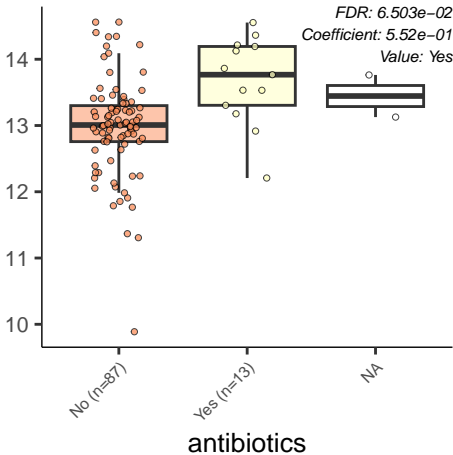 FDR: 6.503e−02
Coefficient: 5.52e−01
Value: Yes
14
13
12
11
10
No (n=87)
Yes (n=13)
NA
antibiotics